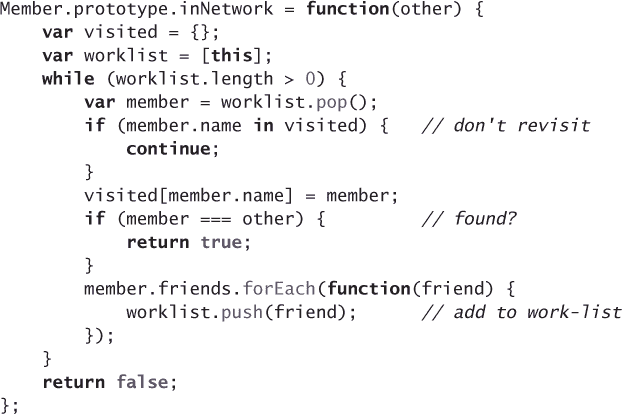 Member.prototype.inNetwork = function(other) {
    var visited = {};
    var worklist = [this];
    while (worklist.length > 0) {
        var member = worklist.pop();
        if (member.name in visited) {   // don't revisit
            continue;
        }
        visited[member.name] = member;
        if (member === other) {         // found?
            return true;
        }
        member.friends.forEach(function(friend) {
            worklist.push(friend);      // add to work-list
        });
    }
    return false;
};